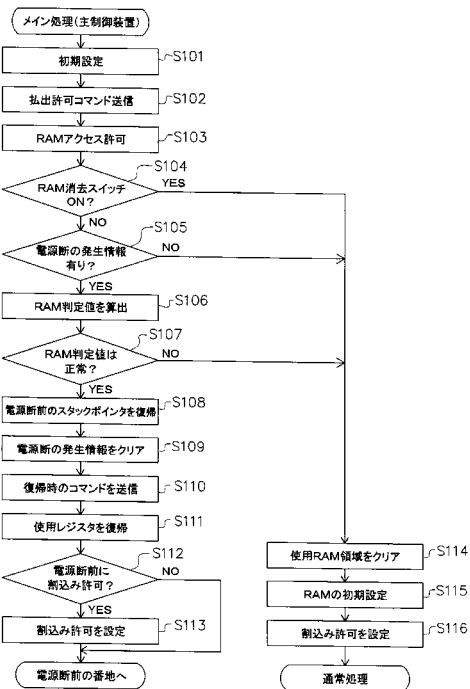 メイン処理(主制御装置)
初期設定
S101
払出許可コマンド送信
S102
RAMアクセス許可
S103
S104
RAM消去スイッチ
ON?
YES
NO
S105
電源断の発生情報
有り?
NO
YES
RAM判定値を算出
S106
S107
RAM判定値は
正常?
NO
YES
電源断前のスタックポインタを復帰
S108
電源断の発生情報をクリア
S109
復帰時のコマンドを送信
S110
使用レジスタを復帰
S111
S112
電源断前に
割込み許可?
NO
YES
割込み許可を設定
S113
電源断前の番地へ
使用RAM領域をクリア
S114
RAMの初期設定
S115
割込み許可を設定
S116
通常処理